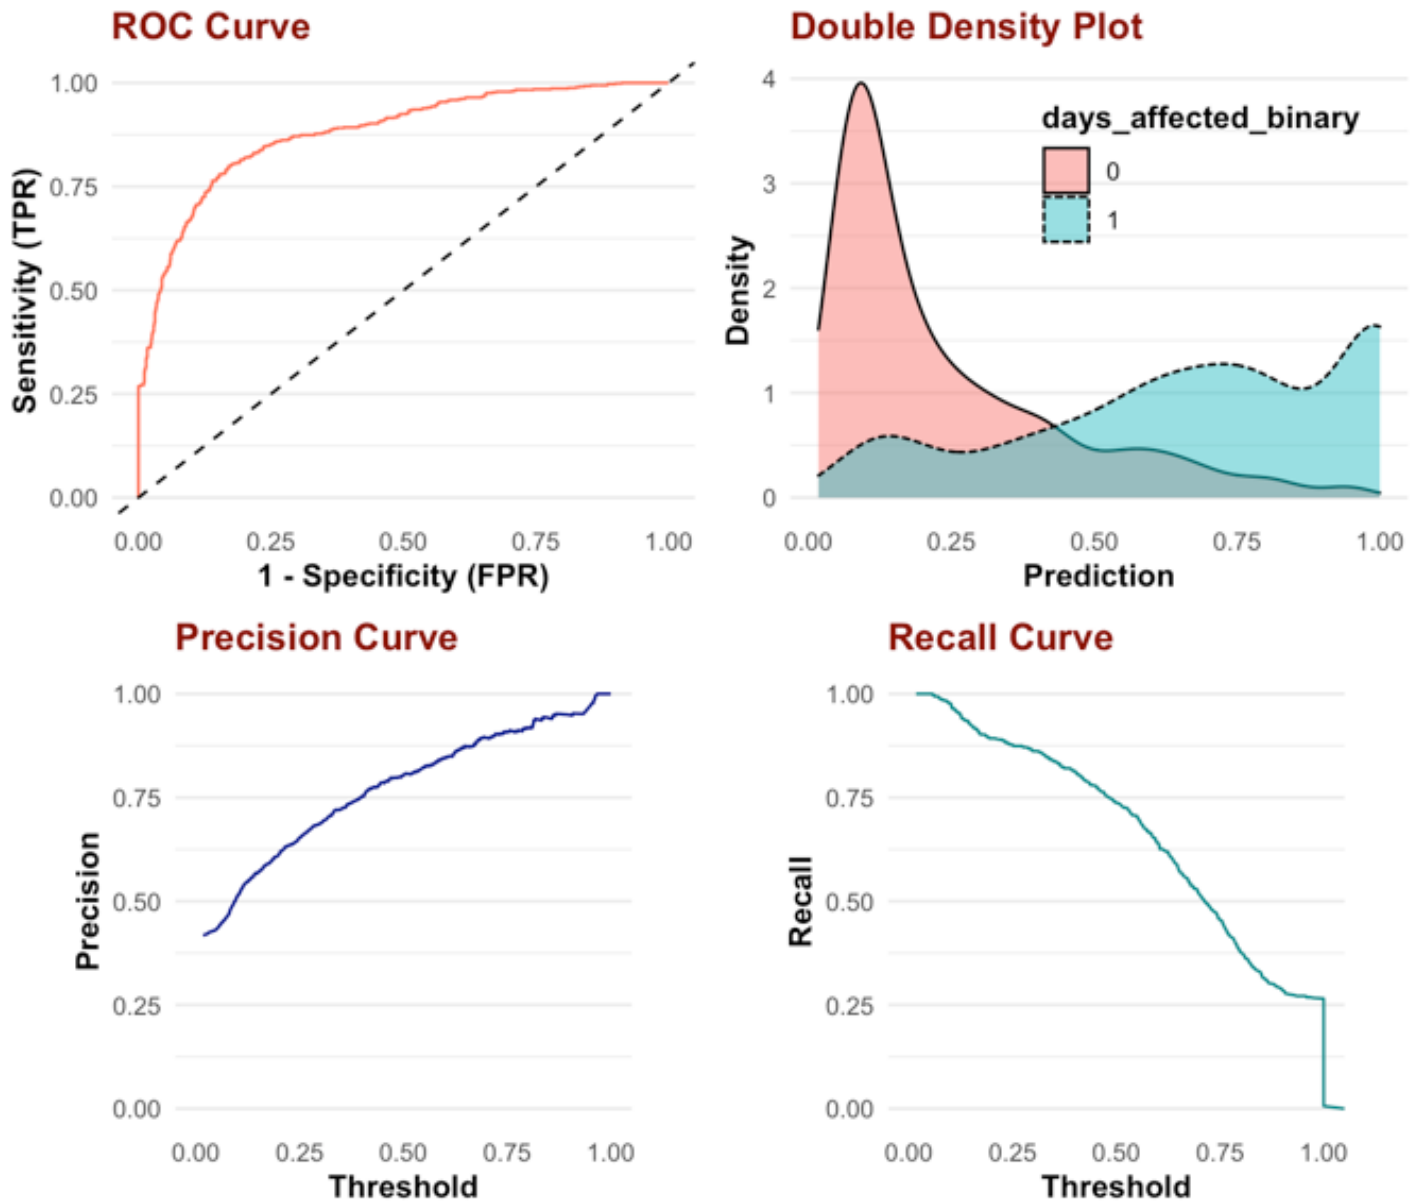 ROC Curve
1.00
0.75
0.50
0.25
0.00
Sensitivity (TPR)
0.00 0.25 0.50 0.75 1.00
1 - Specificity (FPR)
Double Density Plot
4
3
2
1
0
Density
days_affected_binary
0
1
0.00 0.25 0.50 0.75 1.00
Prediction
Precision Curve
1.00
0.75
0.50
0.25
0.00
Precision
0.00 0.25 0.50 0.75 1.00
Threshold
Recall Curve
1.00
0.75
0.50
0.25
0.00
Recall
0.00 0.25 0.50 0.75 1.00
Threshold